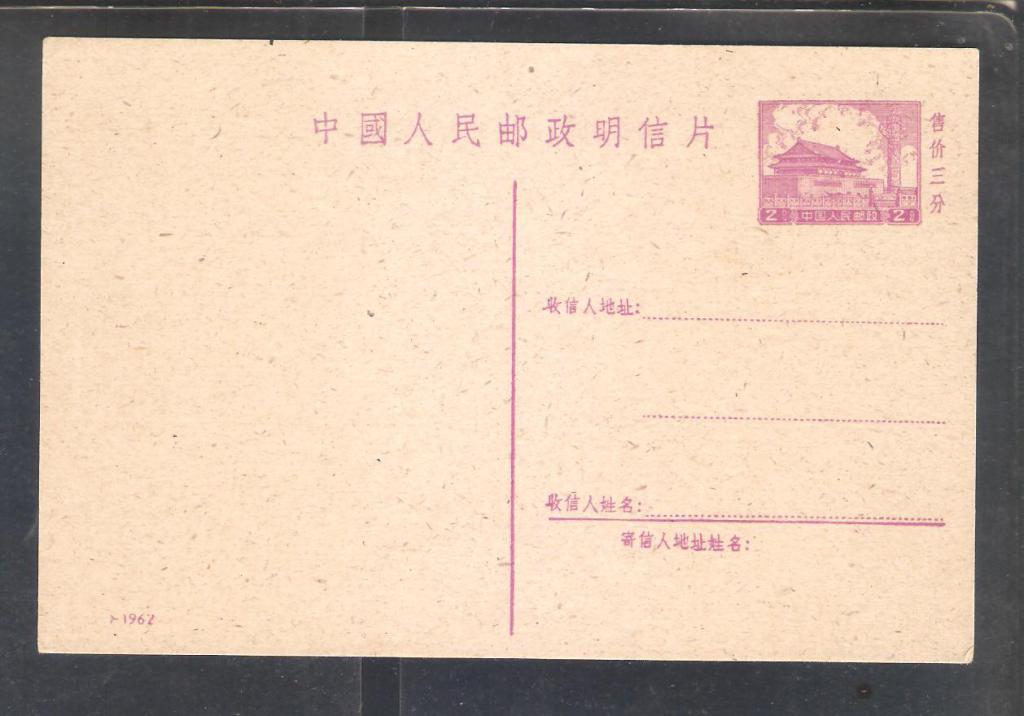 中國人民邮政明信片
售价三分
2 中国人民邮政 2
收信人地址:
收信人姓名:
寄信人地址姓名:
1962